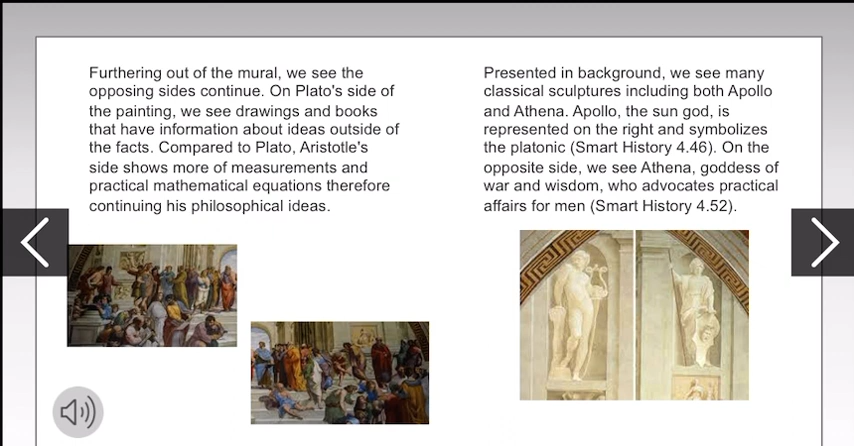 Furthering out of the mural, we see the
opposing sides continue. On Plato's side of
the painting, we see drawings and books
that have information about ideas outside of
the facts. Compared to Plato, Aristotle's
side shows more of measurements and
practical mathematical equations therefore
continuing his philosophical ideas.
Presented in background, we see many
classical sculptures including both Apollo
and Athena. Apollo, the sun god, is
represented on the right and symbolizes
the platonic (Smart History 4.46). On the
opposite side, we see Athena, goddess of
war and wisdom, who advocates practical
affairs for men (Smart History 4.52).